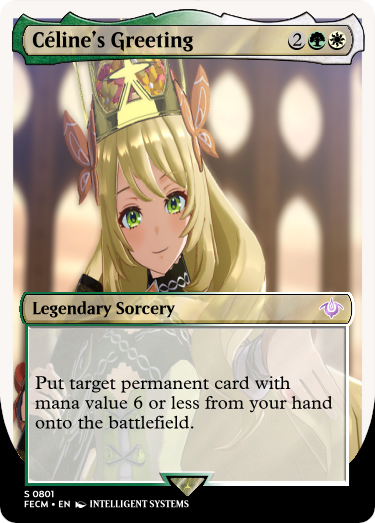 Céline's Greeting 2
Legendary Sorcery
Put target permanent card with
mana value 6 or less from your hand
onto the battlefield.
S 0801
FECM • EN INTELLIGENT SYSTEMS